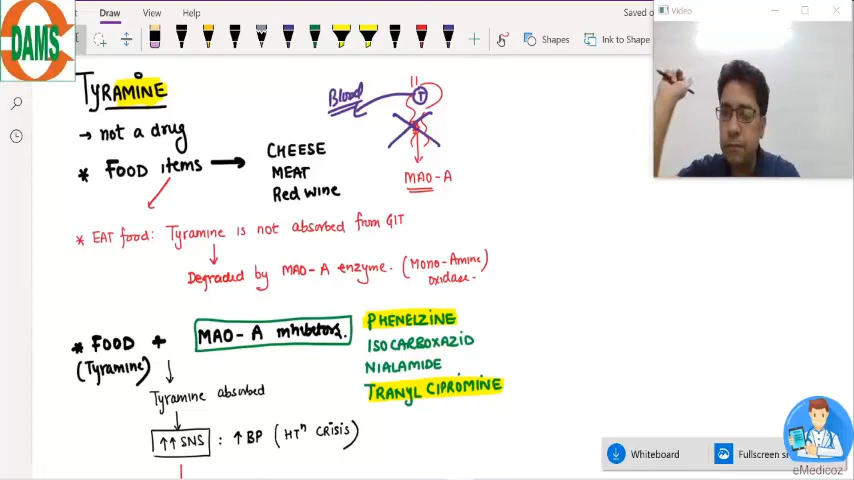 Draw
View
Help
Saved o
DAMS
Shapes
Ink to Shape
Video
TYRAMINE
→ not a drug
* FOOD items →
CHEESE
MEAT
Red wine
Blood
T
MAO-A
* EAT food: Tyramine is not absorbed from GIT
Degraded by MAO-A enzyme. (Mono-Amine oxidase.)
* FOOD + MAO-A inhibitors.
(Tyramine)
PHENELZINE
ISOCARBOXAZID
NIALAMIDE
TRANYL CIPROMINE
Tyramine absorbed
↑↑ SNS : ↑ BP (HTⁿ CRISIS)
Whiteboard
Fullscreen s
eMedicoz